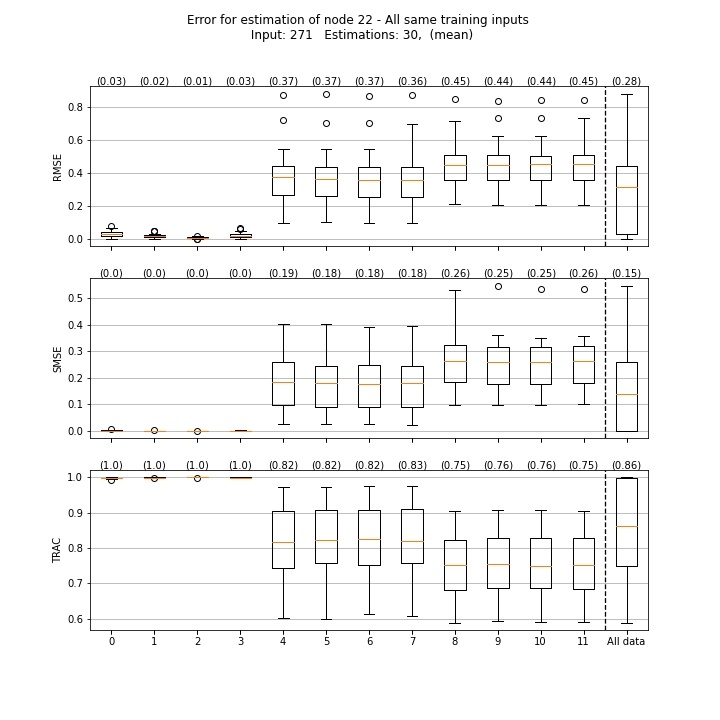 Error for estimation of node 22 - All same training inputs
Input: 271   Estimations: 30,  (mean)
(0.03) (0.02) (0.01) (0.03) (0.37) (0.37) (0.37) (0.36) (0.45) (0.44) (0.44) (0.45) (0.28)
0.8
0.6
0.4
0.2
0.0
RMSE
(0.0) (0.0) (0.0) (0.0) (0.19) (0.18) (0.18) (0.18) (0.26) (0.25) (0.25) (0.26) (0.15)
0.5
0.4
0.3
0.2
0.1
0.0
SMSE
(1.0) (1.0) (1.0) (1.0) (0.82) (0.82) (0.82) (0.83) (0.75) (0.76) (0.76) (0.75) (0.86)
1.0
0.9
0.8
0.7
0.6
TRAC
0 1 2 3 4 5 6 7 8 9 10 11 All data